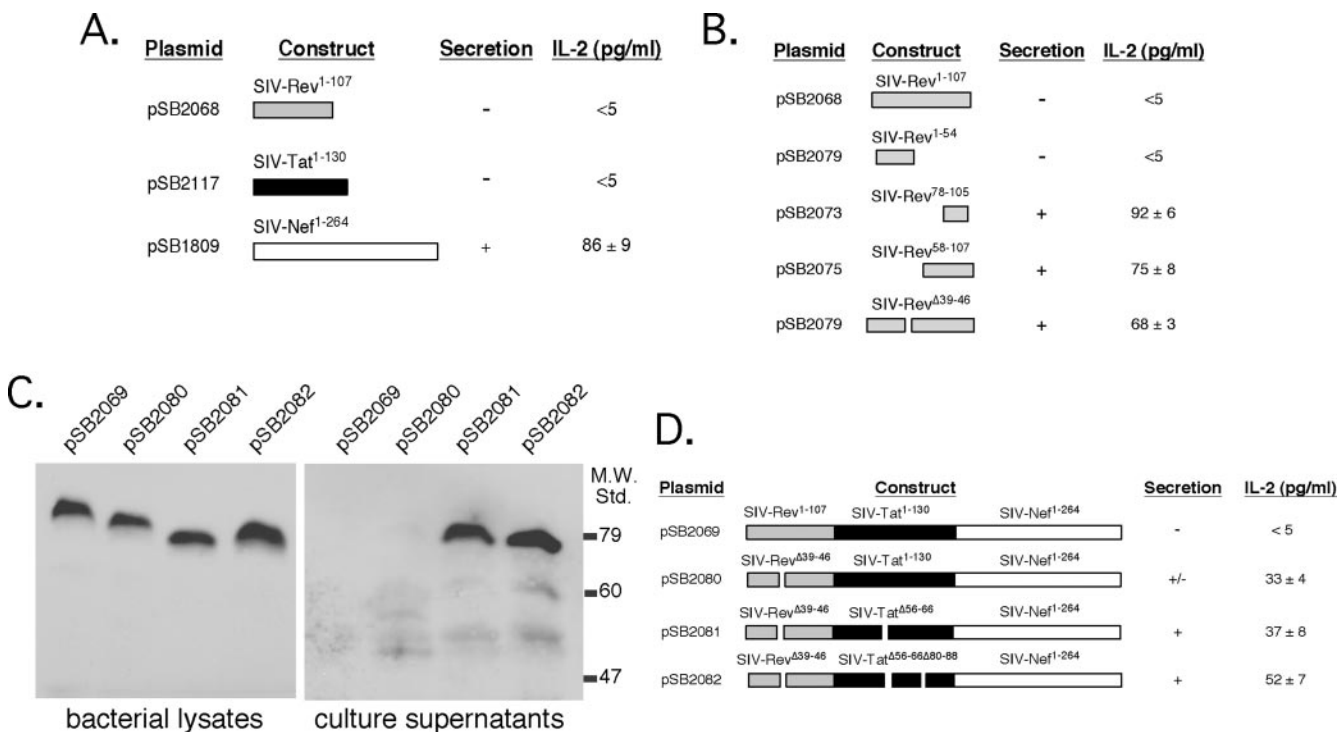 A.
Plasmid Construct Secretion IL-2 (pg/ml)
SIV-Rev1-107
pSB2068 - <5
SIV-Tat1-130
pSB2117 - <5
SIV-Nef1-264
pSB1809 + 86 ± 9
B.
Plasmid Construct Secretion IL-2 (pg/ml)
SIV-Rev1-107
pSB2068 - <5
SIV-Rev1-54
pSB2079 - <5
SIV-Rev78-105
pSB2073 + 92 ± 6
SIV-Rev58-107
pSB2075 + 75 ± 8
SIV-RevΔ39-46
pSB2079 + 68 ± 3
C.
pSB2069 pSB2080 pSB2081 pSB2082 pSB2069 pSB2080 pSB2081 pSB2082
M.W.
Std.
79
60
47
bacterial lysates culture supernatants
D.
Plasmid Construct Secretion IL-2 (pg/ml)
SIV-Rev1-107 SIV-Tat1-130 SIV-Nef1-264
pSB2069 - < 5
SIV-RevΔ39-46 SIV-Tat1-130 SIV-Nef1-264
pSB2080 +/- 33 ± 4
SIV-RevΔ39-46 SIV-TatΔ56-66 SIV-Nef1-264
pSB2081 + 37 ± 8
SIV-RevΔ39-46 SIV-TatΔ56-66Δ80-88 SIV-Nef1-264
pSB2082 + 52 ± 7